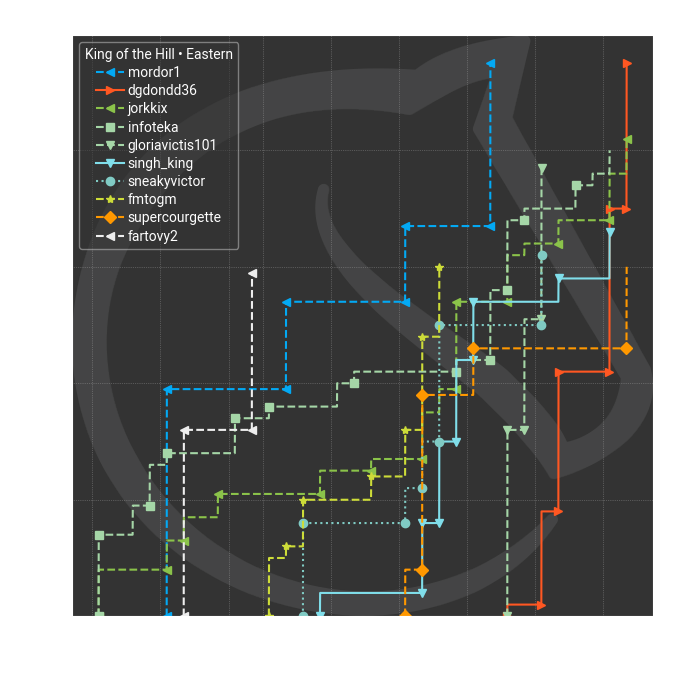 King of the Hill • Eastern
mordor1
dgdondd36
jorkkix
infoteka
gloriavictis101
singh_king
sneakyvictor
fmtogm
supercourgette
fartovy2